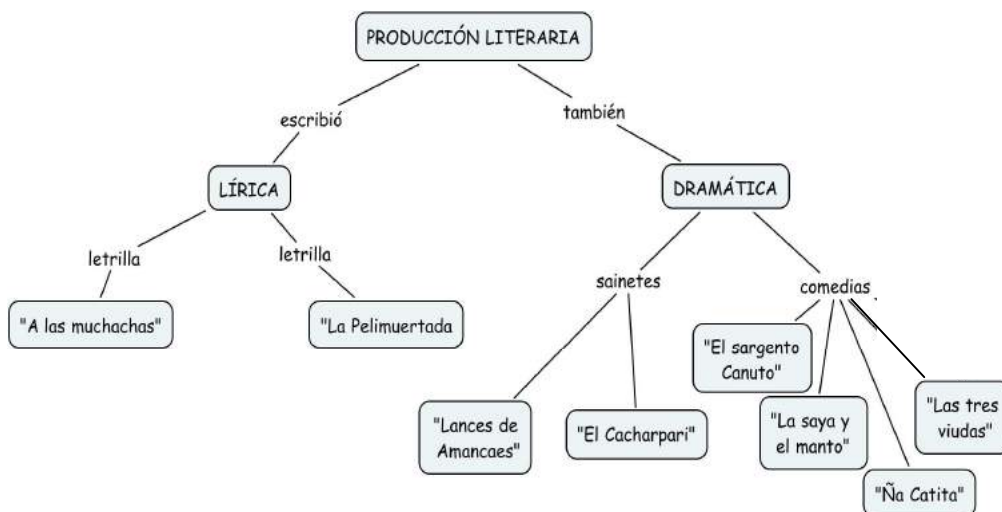 PRODUCCIÓN LITERARIA
escribió
también
LÍRICA
DRAMÁTICA
letrilla
letrilla
sainetes
comedias
"A las muchachas"
"La Pelimuertada
"El sargento
Canuto"
"Lances de
Amancaes"
"El Cacharpari"
"La saya y
el manto"
"Las tres
viudas"
"Ña Catita"